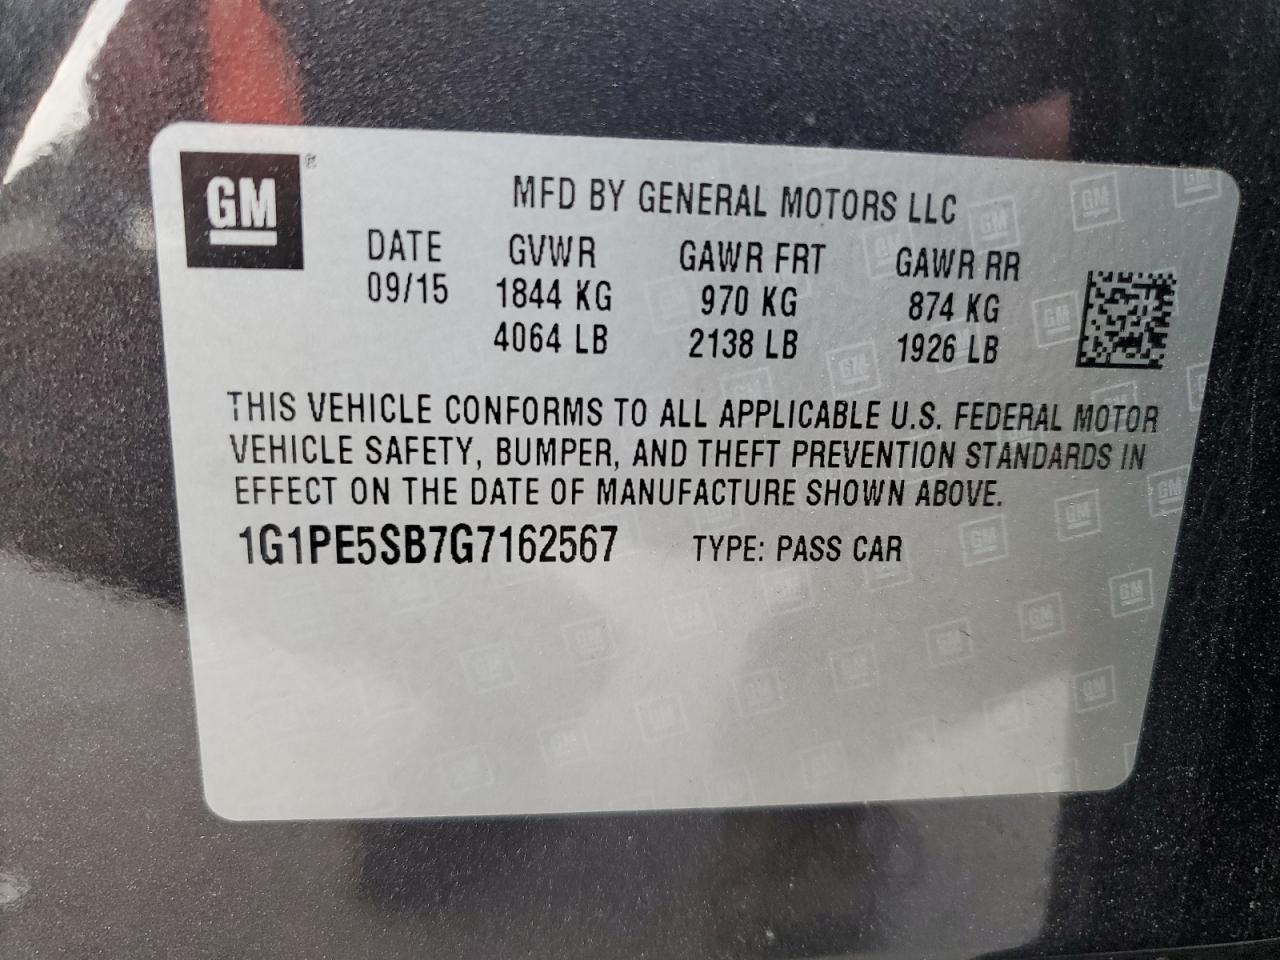 GM®
MFD BY GENERAL MOTORS LLC
DATE GVWR GAWR FRT GAWR RR
09/15 1844 KG 970 KG 874 KG
4064 LB 2138 LB 1926 LB
THIS VEHICLE CONFORMS TO ALL APPLICABLE U.S. FEDERAL MOTOR
VEHICLE SAFETY, BUMPER, AND THEFT PREVENTION STANDARDS IN
EFFECT ON THE DATE OF MANUFACTURE SHOWN ABOVE.
1G1PE5SB7G7162567 TYPE: PASS CAR